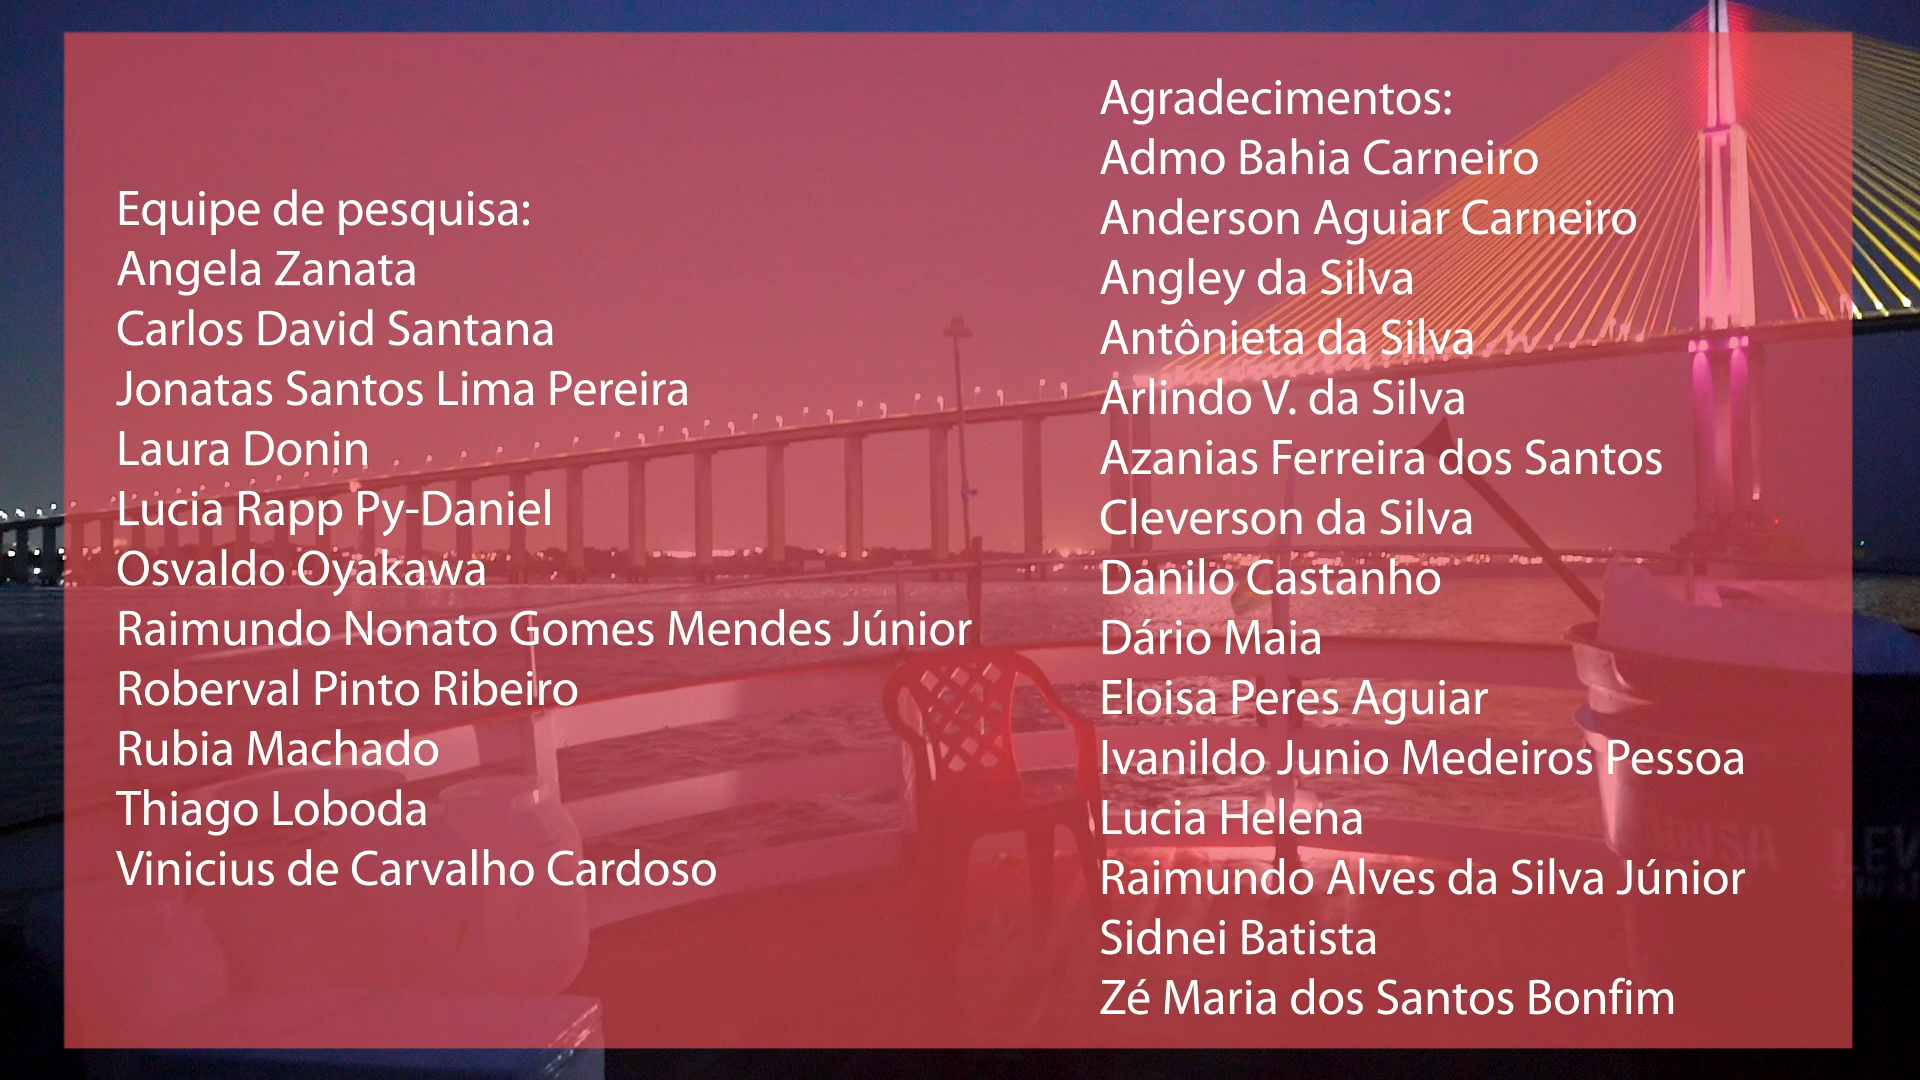 Equipe de pesquisa:
Angela Zanata
Carlos David Santana
Jonatas Santos Lima Pereira
Laura Donin
Lucia Rapp Py-Daniel
Osvaldo Oyakawa
Raimundo Nonato Gomes Mendes Júnior
Roberval Pinto Ribeiro
Rubia Machado
Thiago Loboda
Vinicius de Carvalho Cardoso
Agradecimentos:
Admo Bahia Carneiro
Anderson Aguiar Carneiro
Angley da Silva
Antônieta da Silva
Arlindo V. da Silva
Azanias Ferreira dos Santos
Cleverson da Silva
Danilo Castanho
Dário Maia
Eloisa Peres Aguiar
Ivanildo Junio Medeiros Pessoa
Lucia Helena
Raimundo Alves da Silva Júnior
Sidnei Batista
Zé Maria dos Santos Bonfim